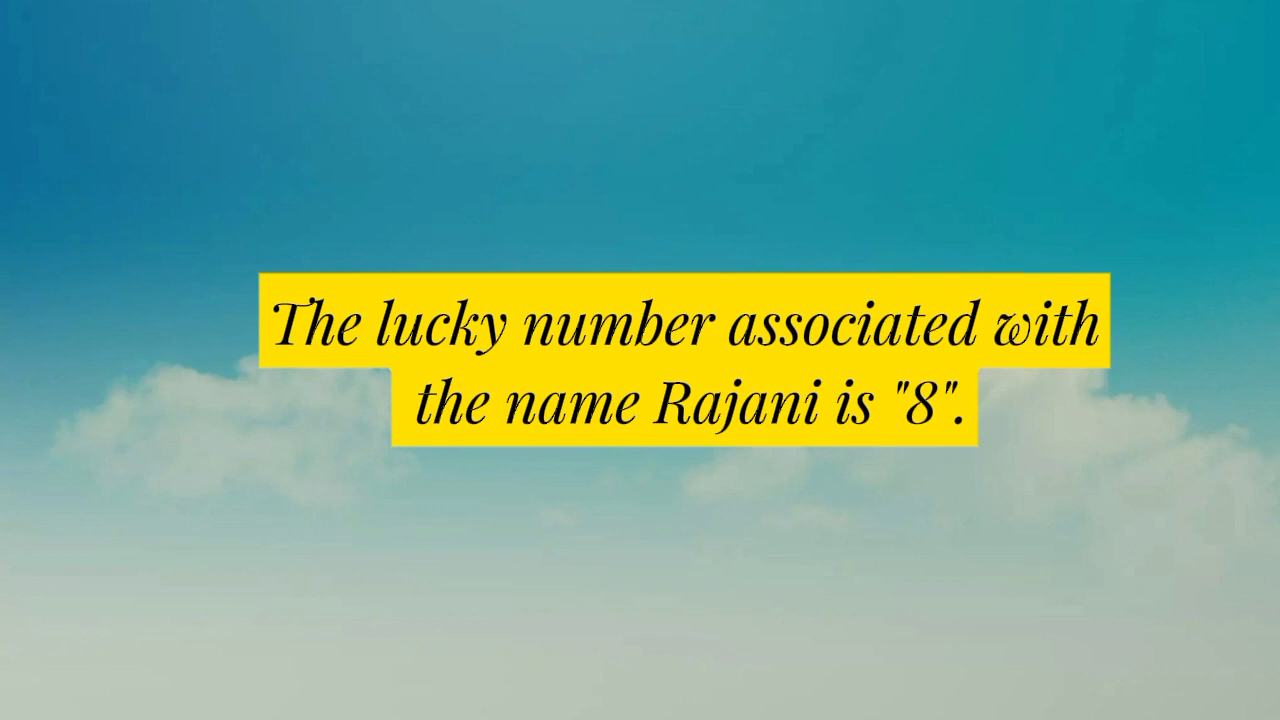 The lucky number associated with
the name Rajani is "8".